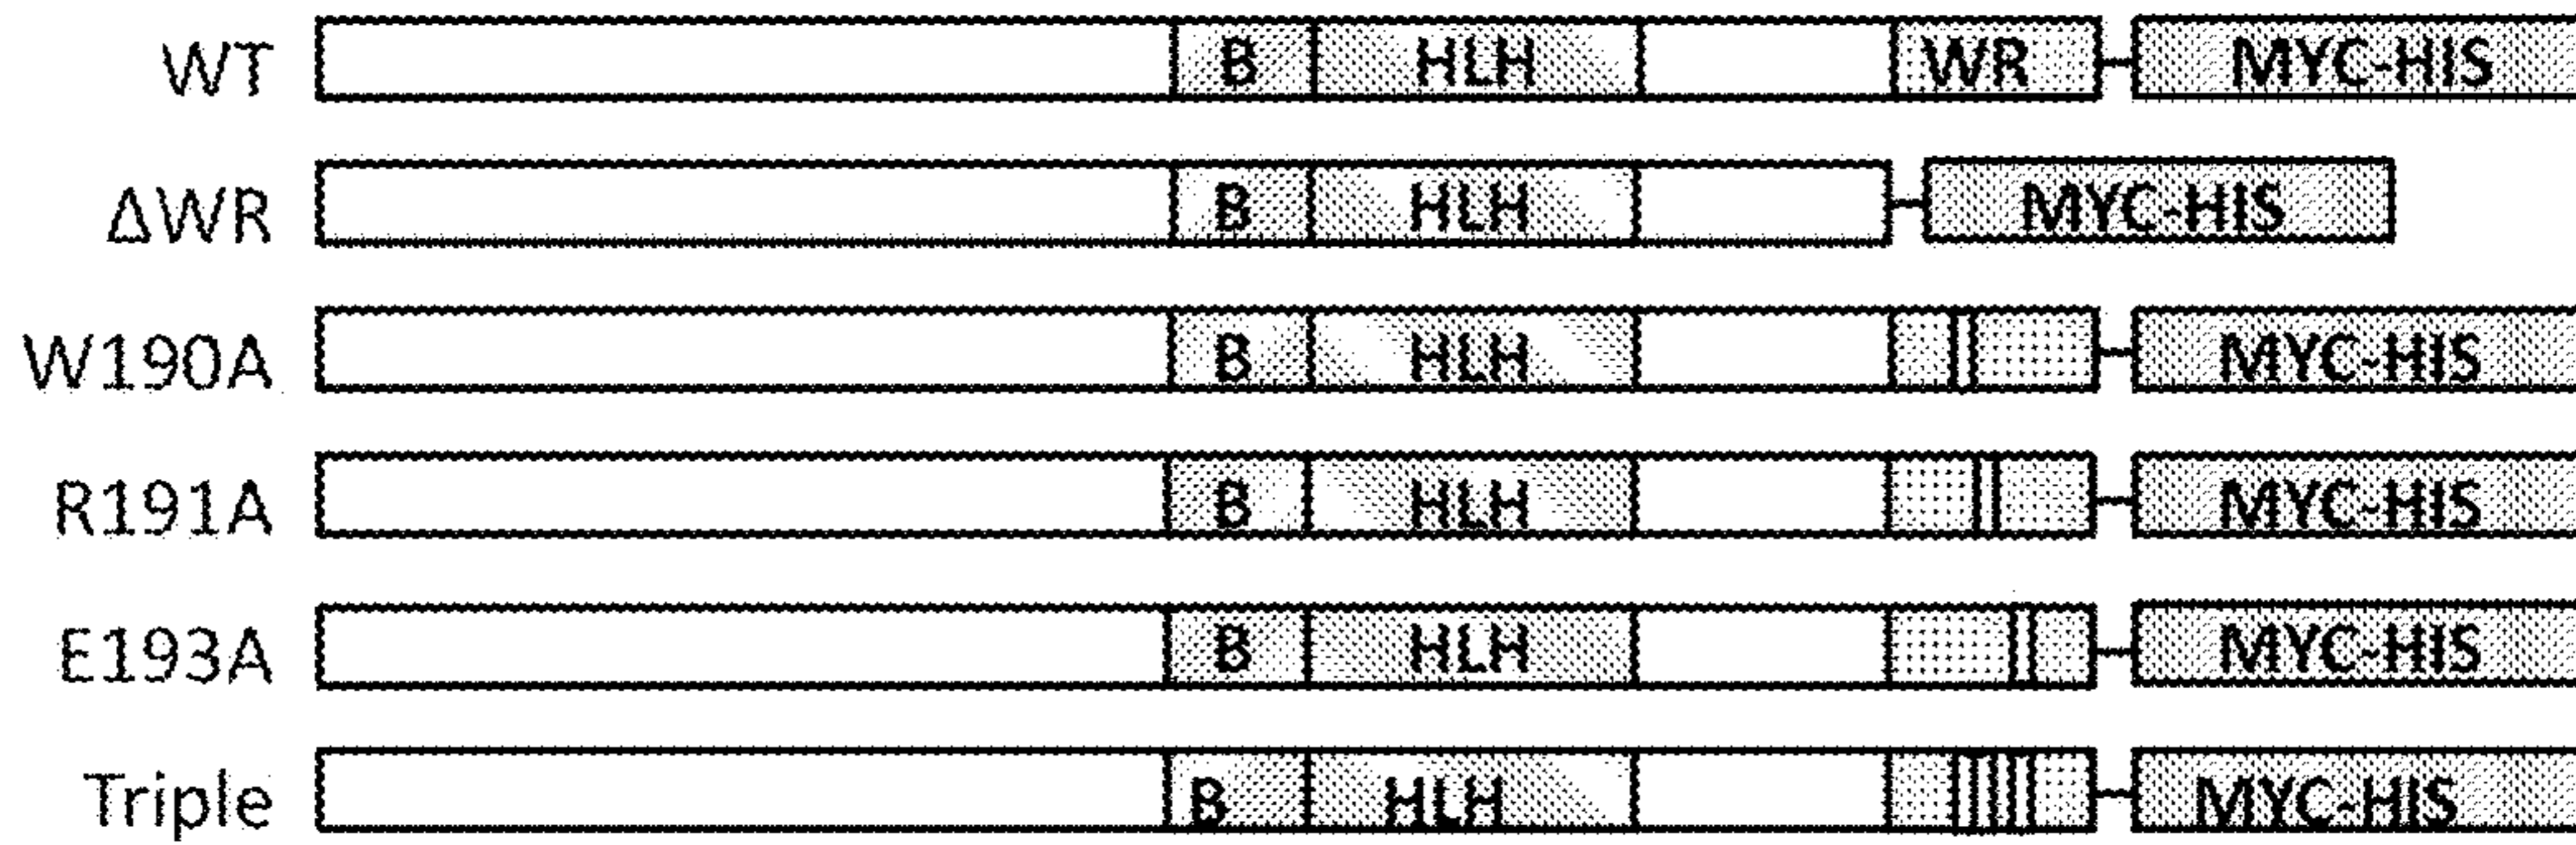 WT B HLH WR MYC-HIS
ΔWR B HLH MYC-HIS
W190A B HLH MYC-HIS
R191A B HLH MYC-HIS
E193A B HLH MYC-HIS
Triple B HLH MYC-HIS